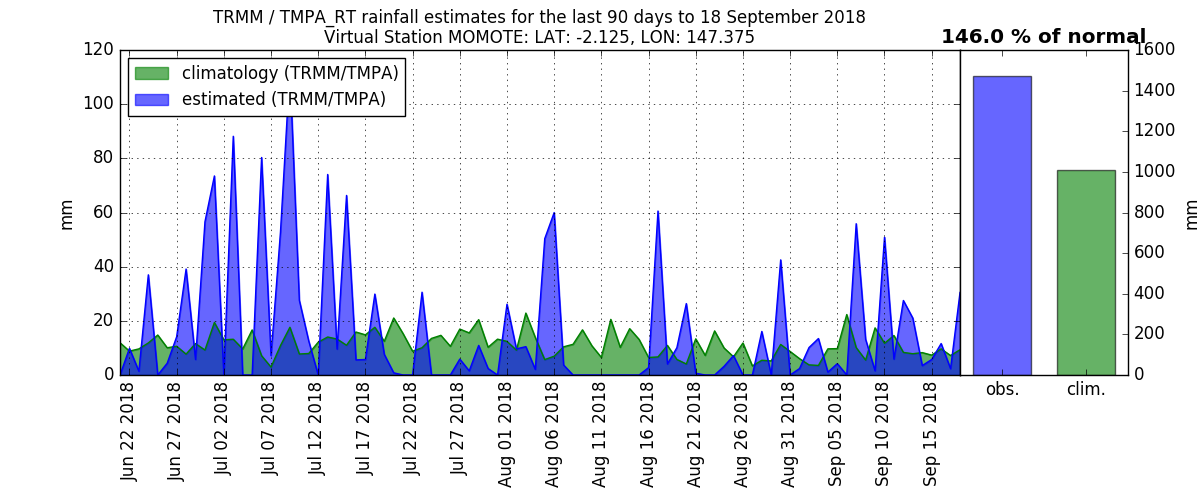 TRMM / TMPA_RT rainfall estimates for the last 90 days to 18 September 2018
Virtual Station MOMOTE: LAT: -2.125, LON: 147.375
146.0 % of normal
climatology (TRMM/TMPA)
estimated (TRMM/TMPA)
mm
120
100
80
60
40
20
0
Jun 22 2018
Jun 27 2018
Jul 02 2018
Jul 07 2018
Jul 12 2018
Jul 17 2018
Jul 22 2018
Jul 27 2018
Aug 01 2018
Aug 06 2018
Aug 11 2018
Aug 16 2018
Aug 21 2018
Aug 26 2018
Aug 31 2018
Sep 05 2018
Sep 10 2018
Sep 15 2018
obs.
clim.
1600
1400
1200
1000
800
600
400
200
0
mm